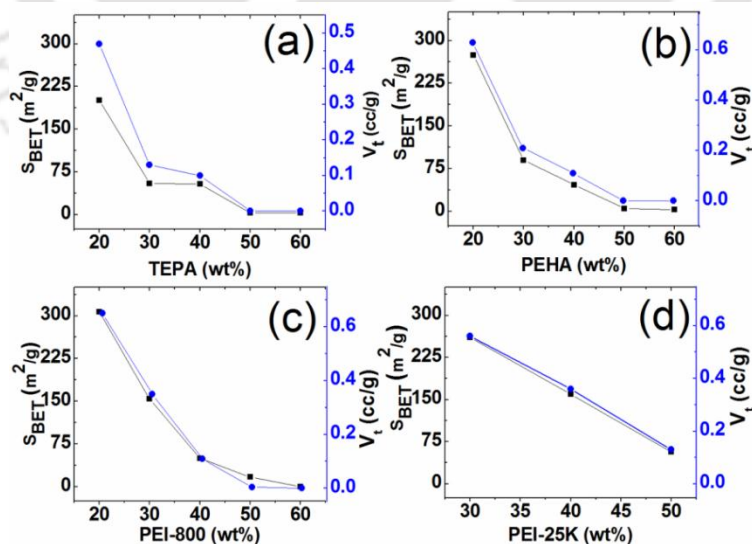 (a)
300
225
150
75
0
S_BET (m²/g)
0.5
0.4
0.3
0.2
0.1
0.0
V_t (cc/g)
20 30 40 50 60
TEPA (wt%)
(b)
300
225
150
75
0
S_BET (m²/g)
0.6
0.4
0.2
0.0
V_t (cc/g)
20 30 40 50 60
PEHA (wt%)
(c)
300
225
150
75
0
S_BET (m²/g)
0.6
0.4
0.2
0.0
V_t (cc/g)
20 30 40 50 60
PEI-800 (wt%)
(d)
300
225
150
75
0
S_BET (m²/g)
0.6
0.4
0.2
0.0
V_t (cc/g)
30 35 40 45 50
PEI-25K (wt%)